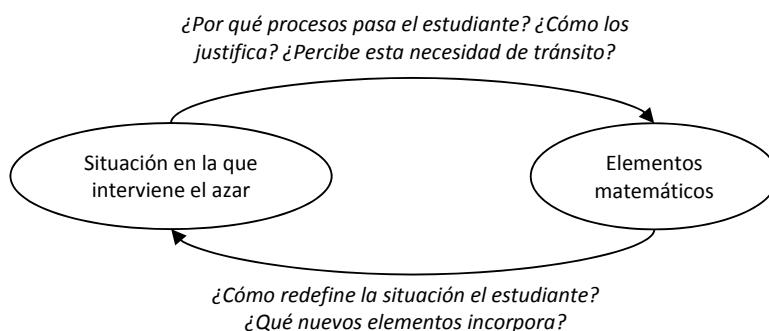 ¿Por qué procesos pasa el estudiante? ¿Cómo los
justifica? ¿Percibe esta necesidad de tránsito?
Situación en la que
interviene el azar
Elementos
matemáticos
¿Cómo redefine la situación el estudiante?
¿Qué nuevos elementos incorpora?